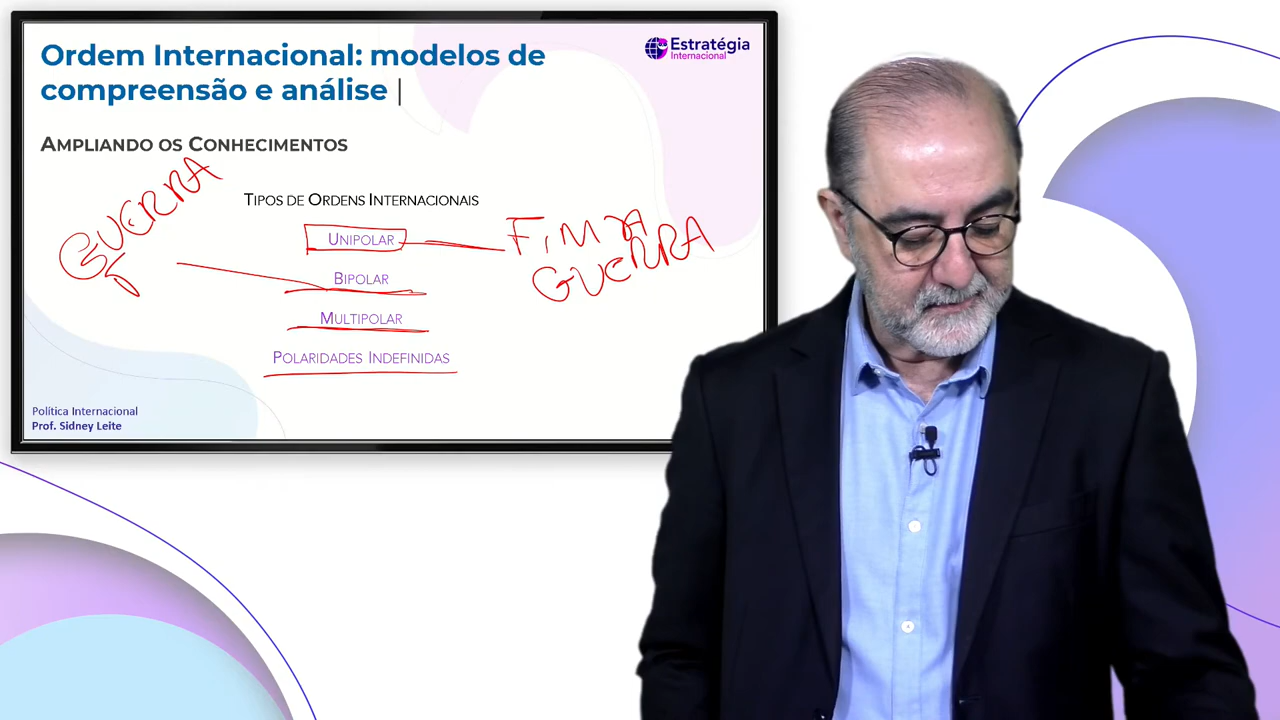 Ordem Internacional: modelos de
compreensão e análise |
Estratégia
Internacional
AMPLIANDO OS CONHECIMENTOS
GUERRA
TIPOS DE ORDENS INTERNACIONAIS
UNIPOLAR
FIM DA
GUERRA
BIPOLAR
MULTIPOLAR
POLARIDADES INDEFINIDAS
Política Internacional
Prof. Sidney Leite